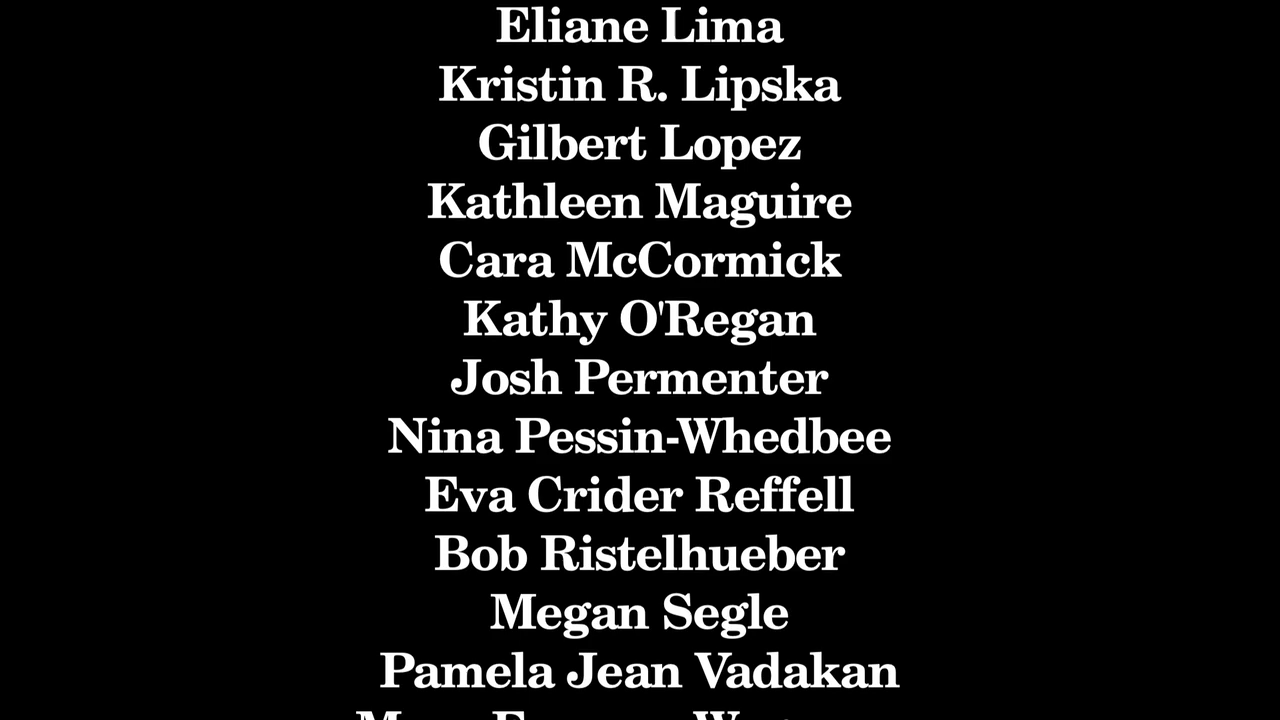 Eliane Lima
Kristin R. Lipska
Gilbert Lopez
Kathleen Maguire
Cara McCormick
Kathy O'Regan
Josh Permenter
Nina Pessin-Whedbee
Eva Crider Reffell
Bob Ristelhueber
Megan Segle
Pamela Jean Vadakan